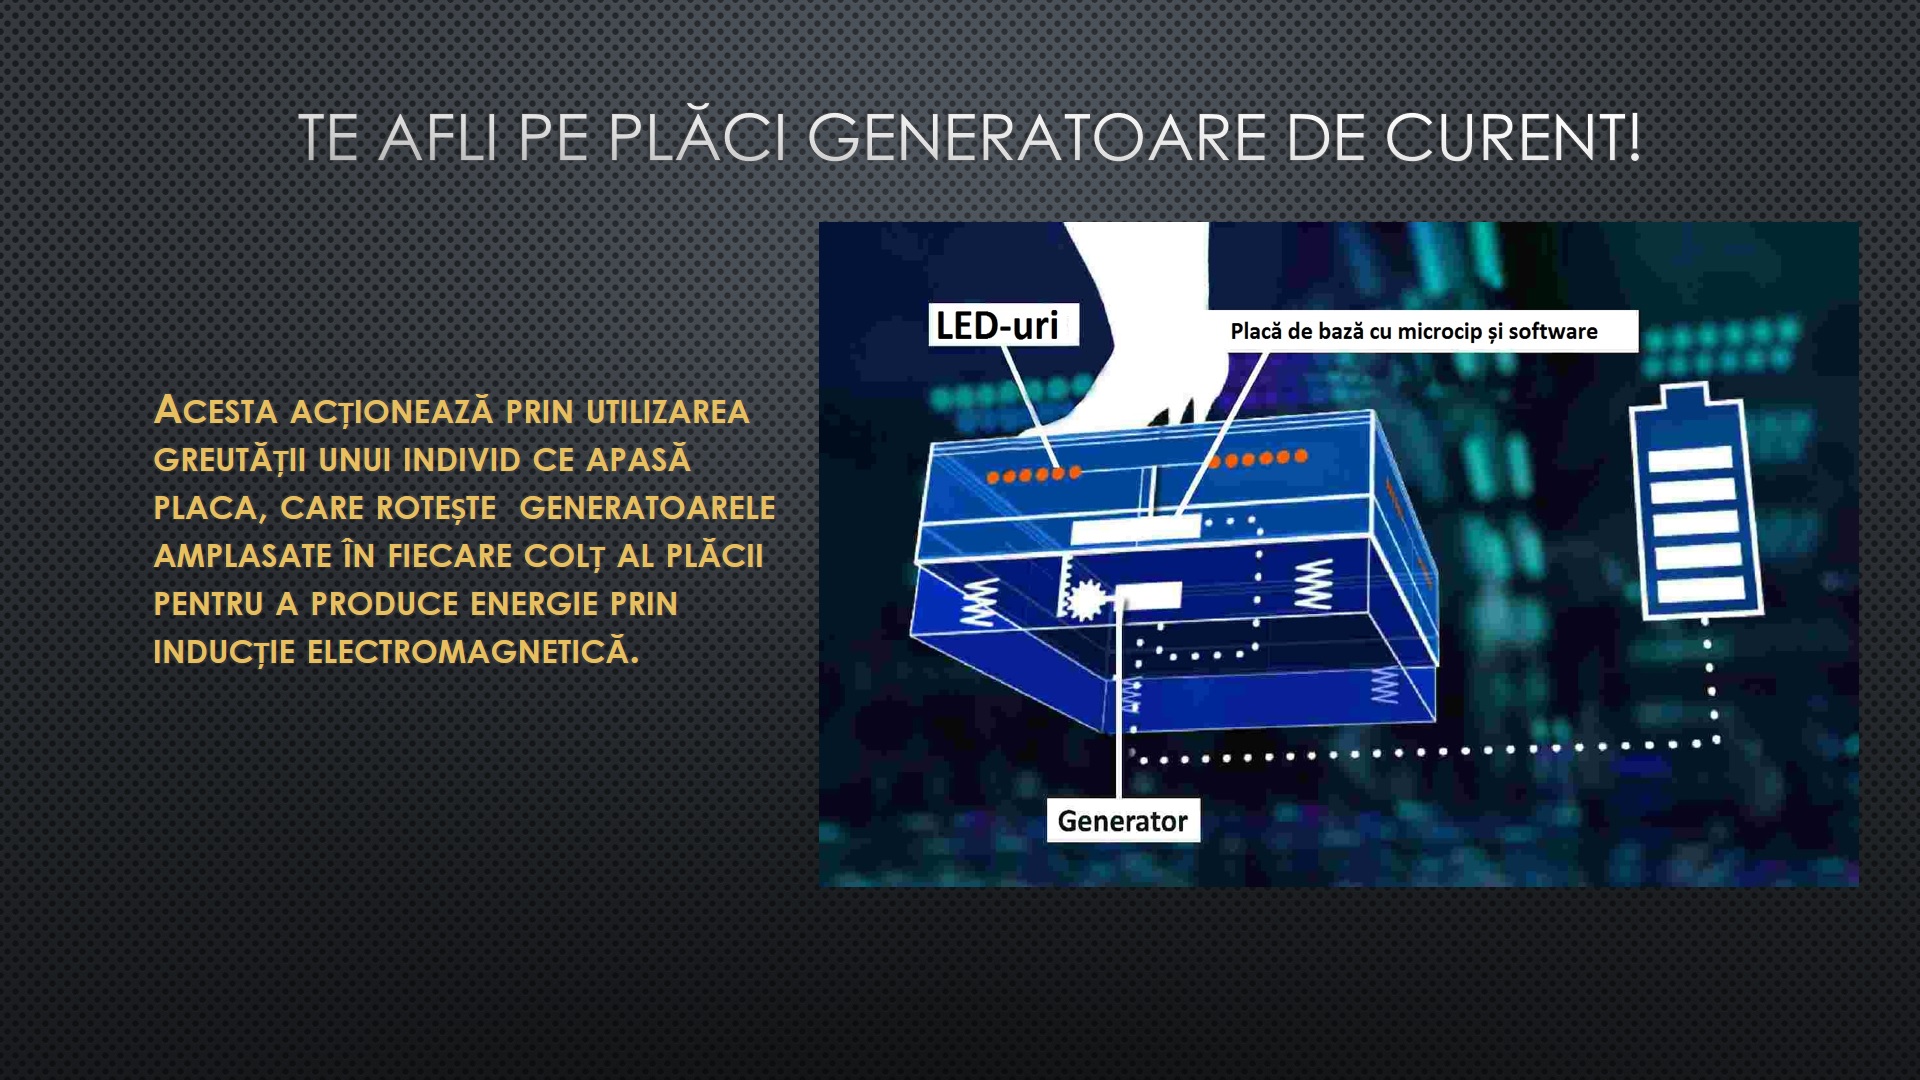 TE AFLI PE PLĂCI GENERATOARE DE CURENT!
LED-uri
Placă de bază cu microcip și software
Acesta acționează prin utilizarea
greutății unui individ ce apasă
placa, care rotește  generatoarele
amplasate în fiecare colț al plăcii
pentru a produce energie prin
inducție electromagnetică.
Generator